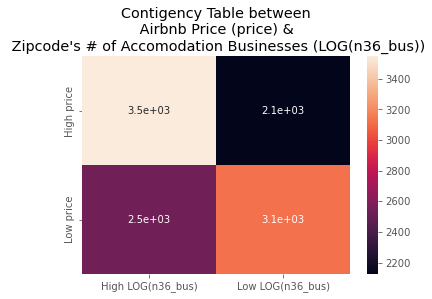 Contigency Table between
Airbnb Price (price) &
Zipcode's # of Accomodation Businesses (LOG(n36_bus))
High price
3.5e+03
2.1e+03
Low price
2.5e+03
3.1e+03
High LOG(n36_bus)
Low LOG(n36_bus)
3400
3200
3000
2800
2600
2400
2200